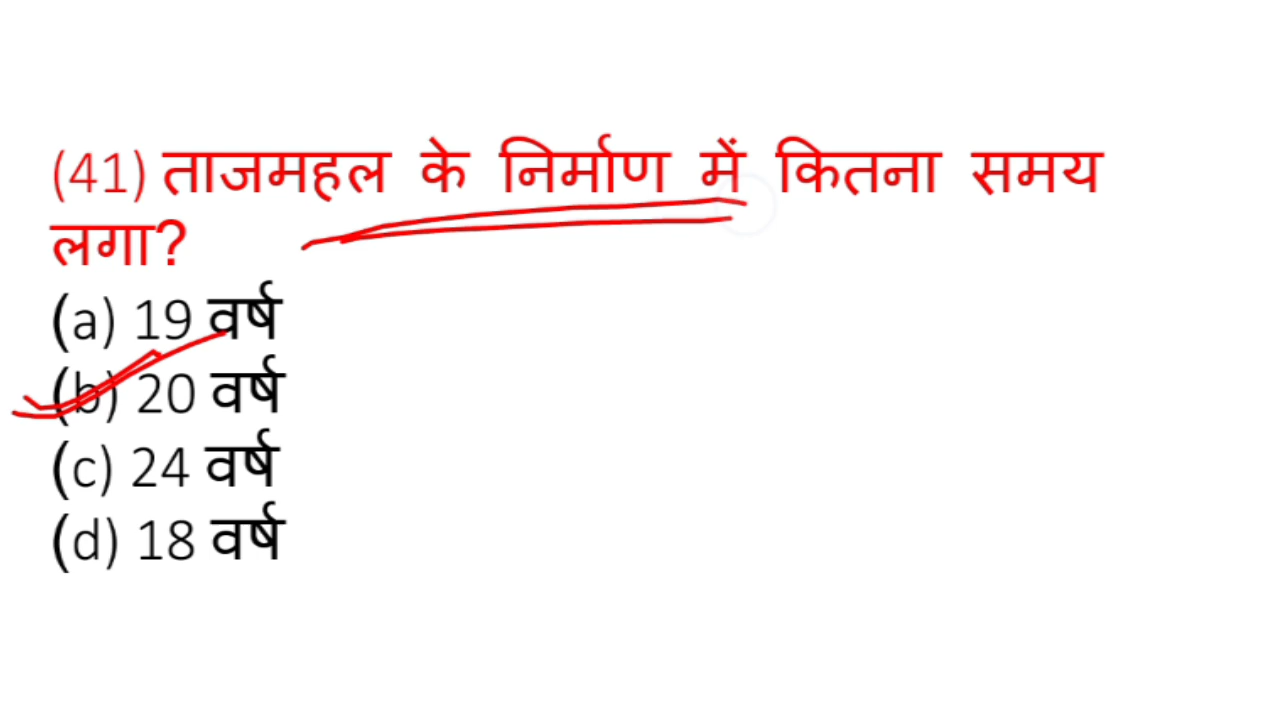 (41) ताजमहल के निर्माण में कितना समय
लगा?
(a) 19 वर्ष
(b) 20 वर्ष
(c) 24 वर्ष
(d) 18 वर्ष